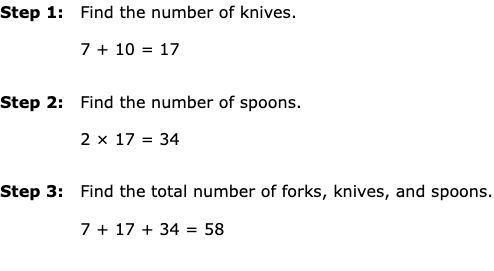 Step 1: Find the number of knives.
7 + 10 = 17
Step 2: Find the number of spoons.
2 × 17 = 34
Step 3: Find the total number of forks, knives, and spoons.
7 + 17 + 34 = 58